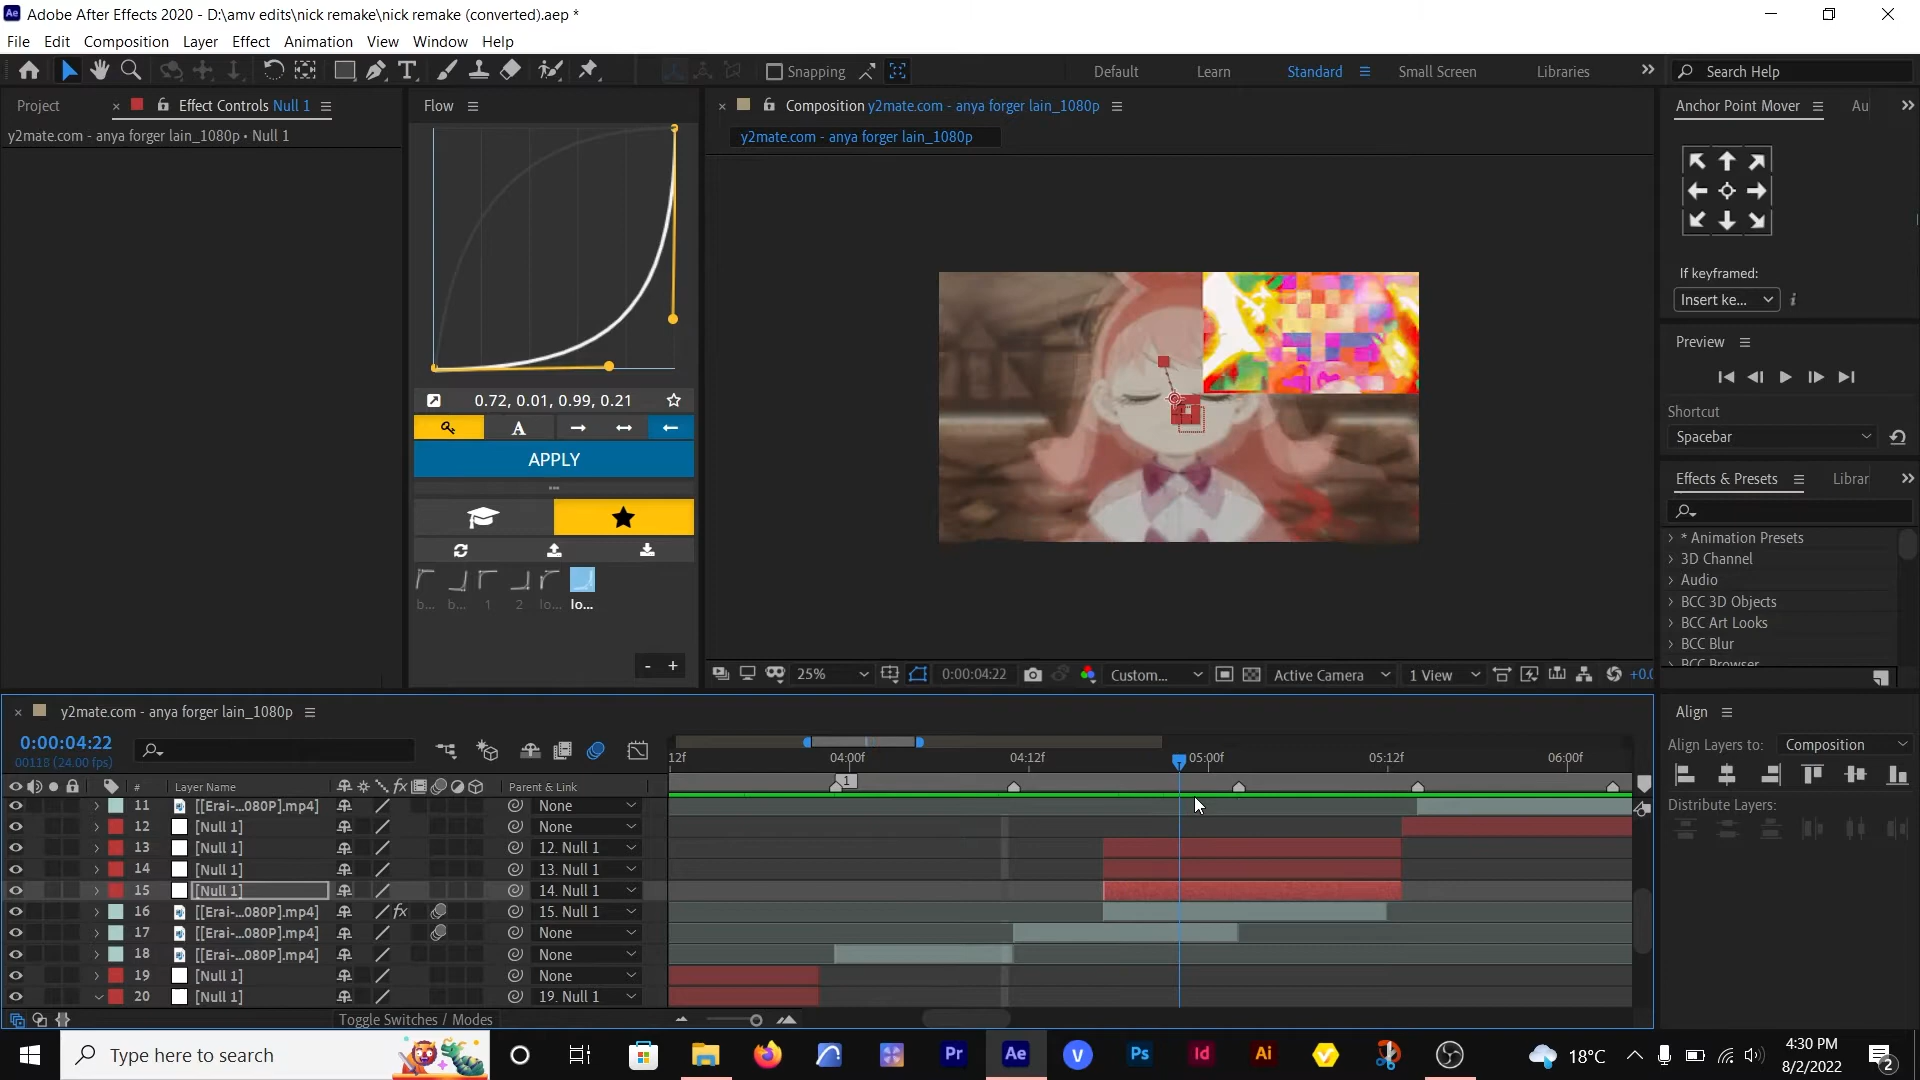 Adobe After Effects 2020 - D:\amv edits\nick remake\nick remake (converted).aep *
File Edit Composition Layer Effect Animation View Window Help
Snapping Default Learn Standard Small Screen Libraries Search Help
Project Effect Controls Null 1 Flow Composition y2mate.com - anya forger lain_1080p Anchor Point Mover Au
y2mate.com - anya forger lain_1080p • Null 1
y2mate.com - anya forger lain_1080p
If keyframed:
Insert ke...
Preview
0.72, 0.01, 0.99, 0.21
A
APPLY
Shortcut
Spacebar
Effects & Presets Librar
* Animation Presets
3D Channel
Audio
BCC 3D Objects
BCC Art Looks
BCC Blur
BCC Browser
b... b... 1 2 lo... lo...
- +
25% 0:00:04:22 Custom... Active Camera 1 View +0.0
y2mate.com - anya forger lain_1080p
0:00:04:22
00118 (24.00 fps)
12f 04:00f 04:12f 05:00f 05:12f 06:00f
1
# Layer Name fx Parent & Link
11 [[Erai-...080P].mp4] None
12 [Null 1] None
13 [Null 1] 12. Null 1
14 [Null 1] 13. Null 1
15 [Null 1] 14. Null 1
16 [[Erai-...080P].mp4] fx 15. Null 1
17 [[Erai-...080P].mp4] None
18 [[Erai-...080P].mp4] None
19 [Null 1] None
20 [Null 1] 19. Null 1
Toggle Switches / Modes
Align
Align Layers to: Composition
Distribute Layers:
Type here to search
Pr Ae V Ps Id Ai
18°C
4:30 PM
8/2/2022
2